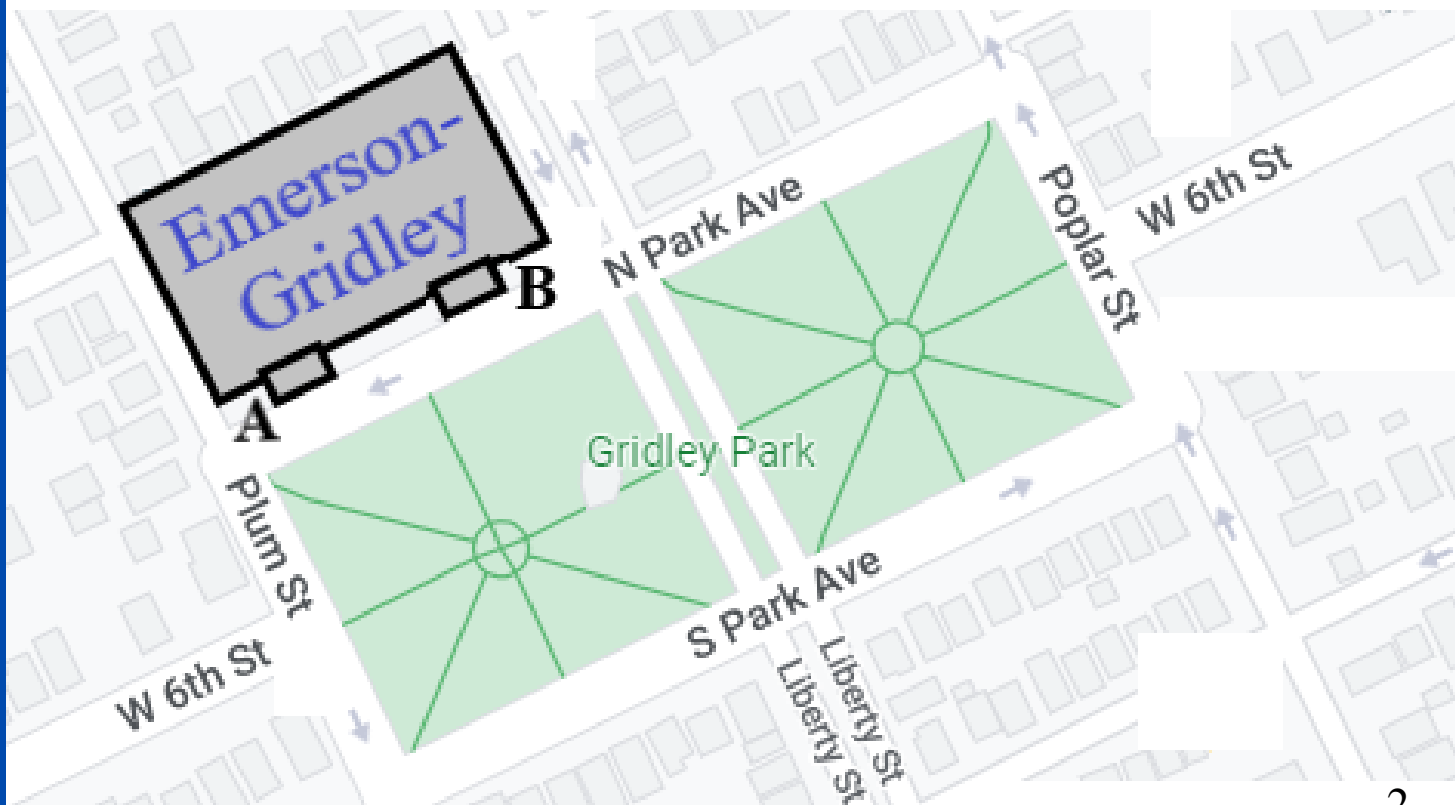 Emerson-
Gridley
B
A
N Park Ave
Poplar St
W 6th St
Gridley Park
Plum St
W 6th St
S Park Ave
Liberty St
Liberty St
2